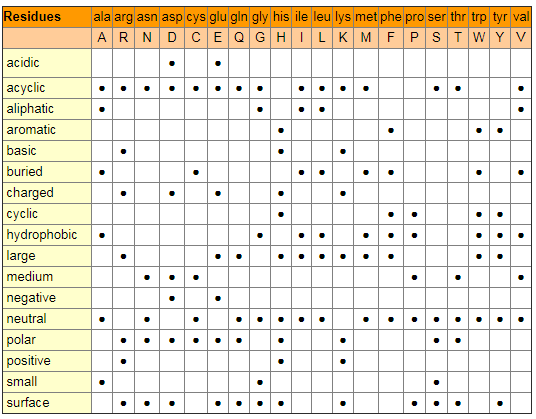 Residues ala arg asn asp cys glu gln gly his ile leu lys met phe pro ser thr trp tyr val
A R N D C E Q G H I L K M F P S T W Y V
acidic
acyclic
aliphatic
aromatic
basic
buried
charged
cyclic
hydrophobic
large
medium
negative
neutral
polar
positive
small
surface